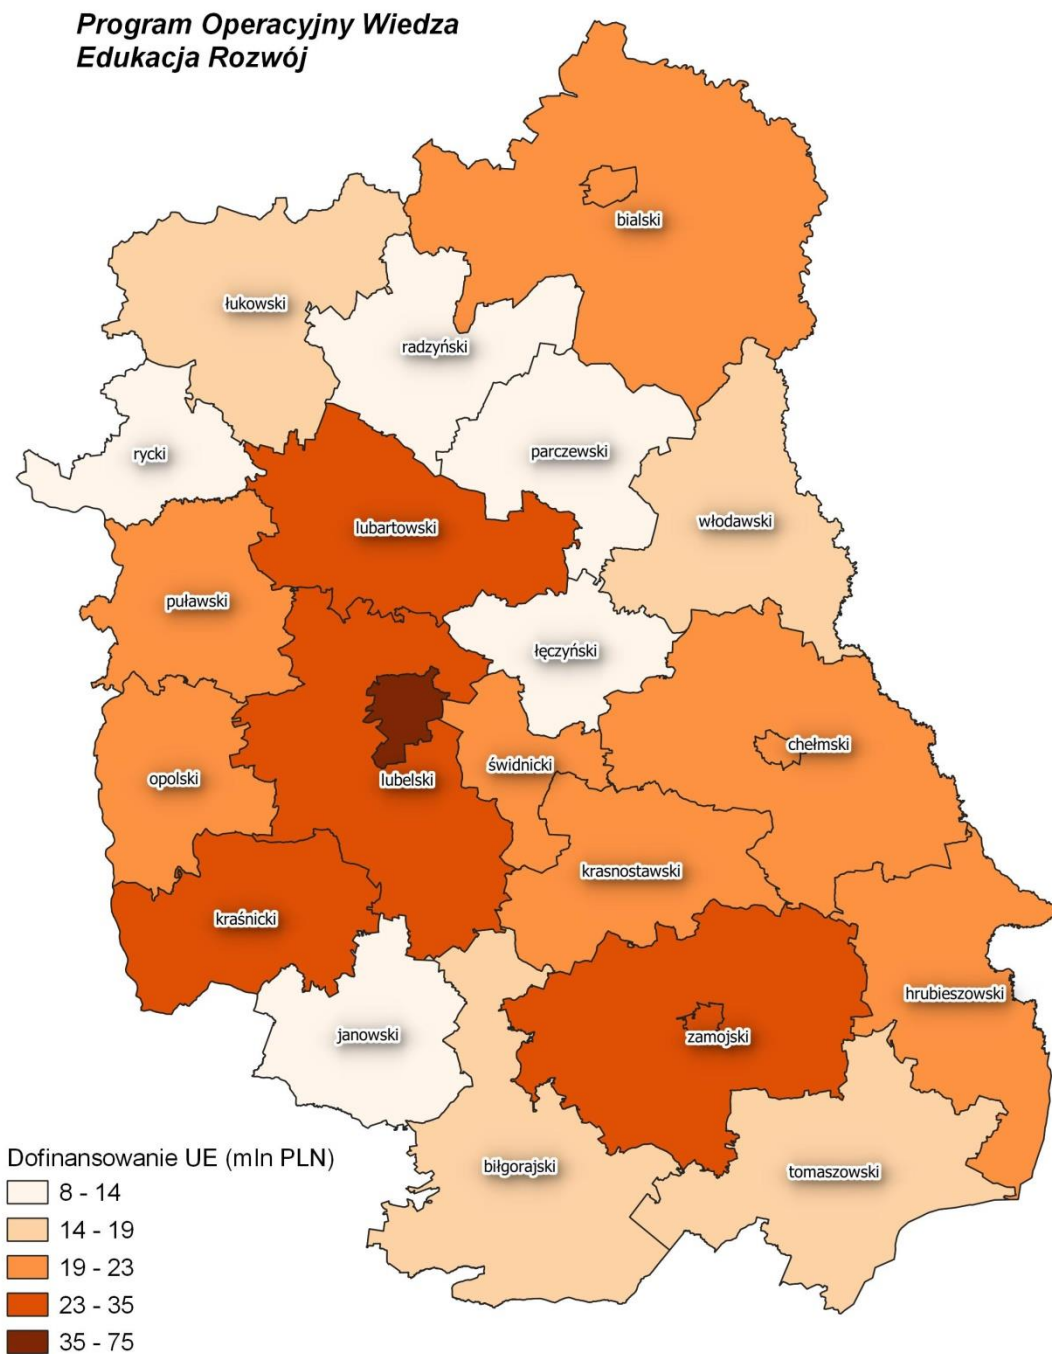 Program Operacyjny Wiedza
Edukacja Rozwój
bialski
łukowski
radzyński
rycki
parczewski
lubartowski
włodawski
puławski
łęczyński
chełmski
świdnicki
opolski
lubelski
krasnostawski
kraśnicki
hrubieszowski
janowski
zamojski
biłgorajski
tomaszowski
Dofinansowanie UE (mln PLN)
8 - 14
14 - 19
19 - 23
23 - 35
35 - 75